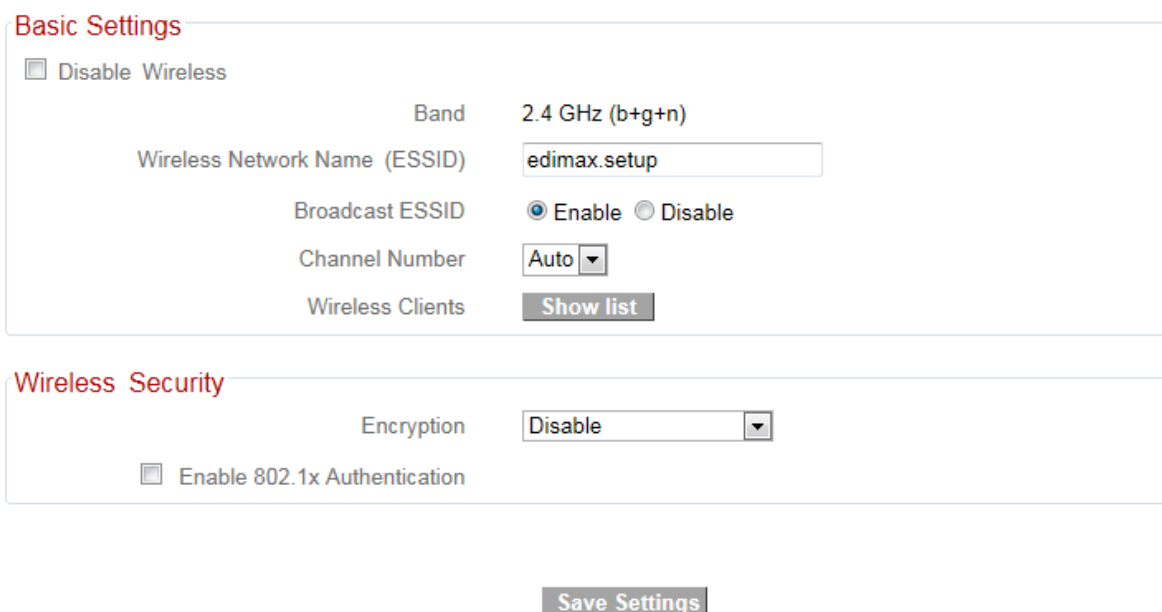 Basic Settings
Disable Wireless
Band 2.4 GHz (b+g+n)
Wireless Network Name (ESSID) edimax.setup
Broadcast ESSID Enable Disable
Channel Number Auto
Wireless Clients Show list
Wireless Security
Encryption Disable
Enable 802.1x Authentication
Save Settings